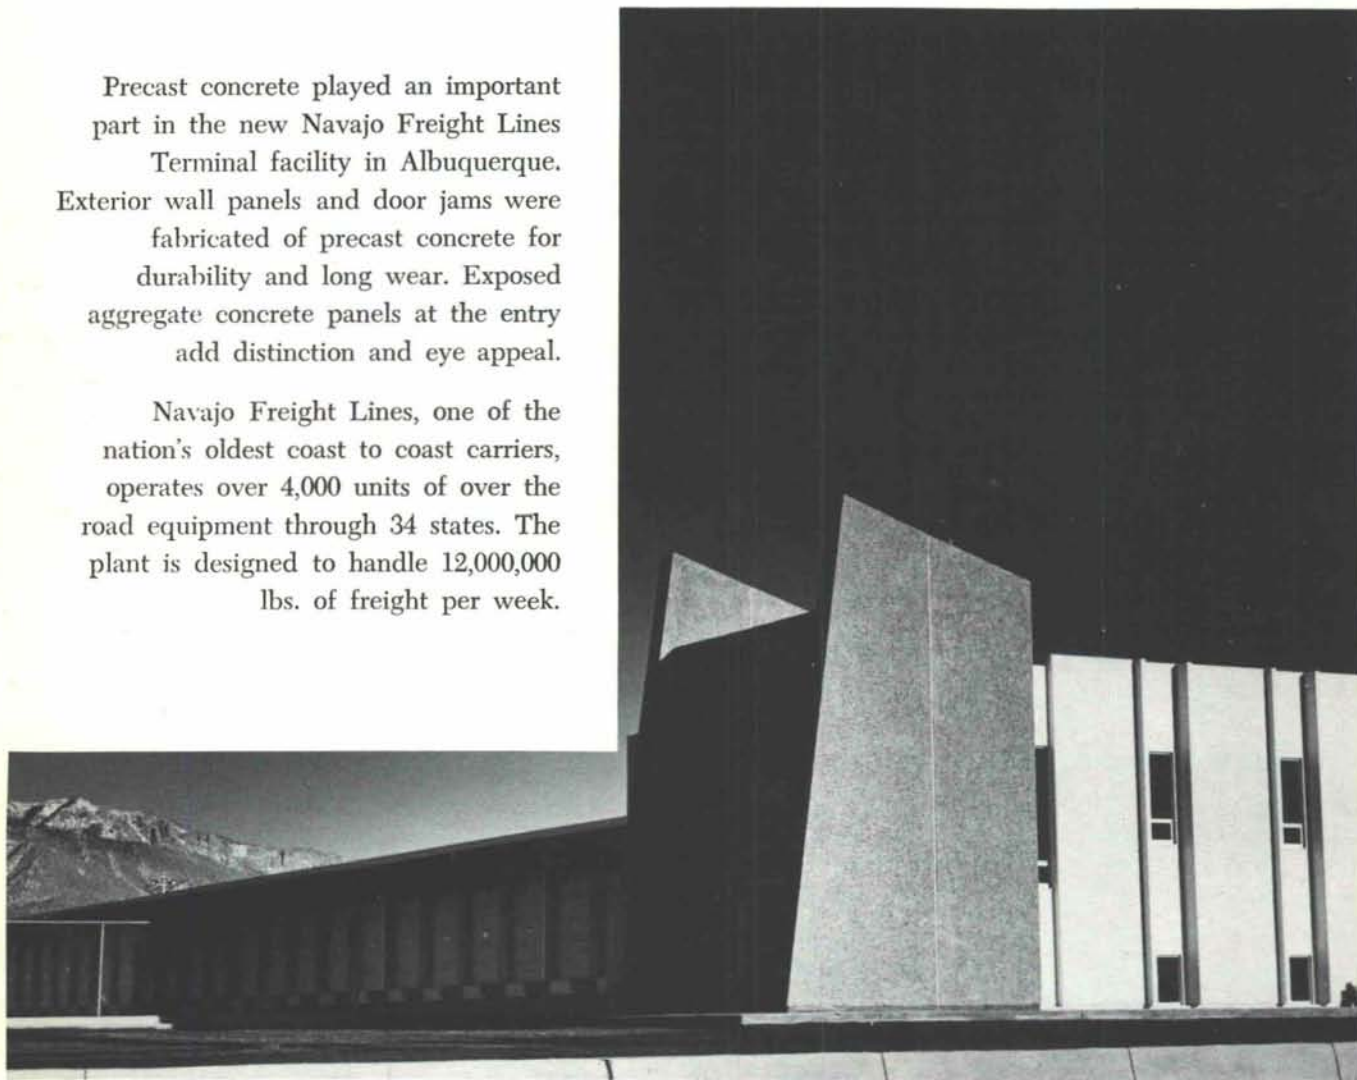 Precast concrete played an important
part in the new Navajo Freight Lines
Terminal facility in Albuquerque.
Exterior wall panels and door jams were
fabricated of precast concrete for
durability and long wear. Exposed
aggregate concrete panels at the entry
add distinction and eye appeal.
Navajo Freight Lines, one of the
nation's oldest coast to coast carriers,
operates over 4,000 units of over the
road equipment through 34 states. The
plant is designed to handle 12,000,000
lbs. of freight per week.